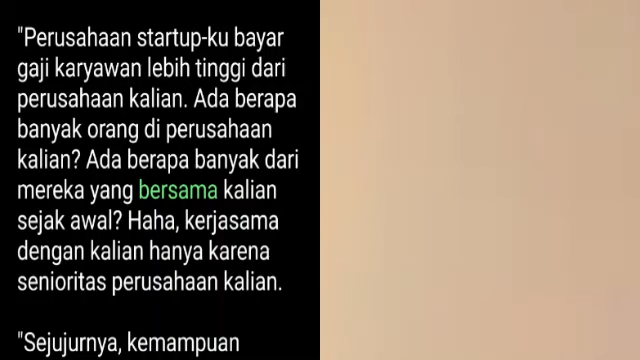 "Perusahaan startup-ku bayar
gaji karyawan lebih tinggi dari
perusahaan kalian. Ada berapa
banyak orang di perusahaan
kalian? Ada berapa banyak dari
mereka yang bersama kalian
sejak awal? Haha, kerjasama
dengan kalian hanya karena
senioritas perusahaan kalian.
"Sejujurnya, kemampuan